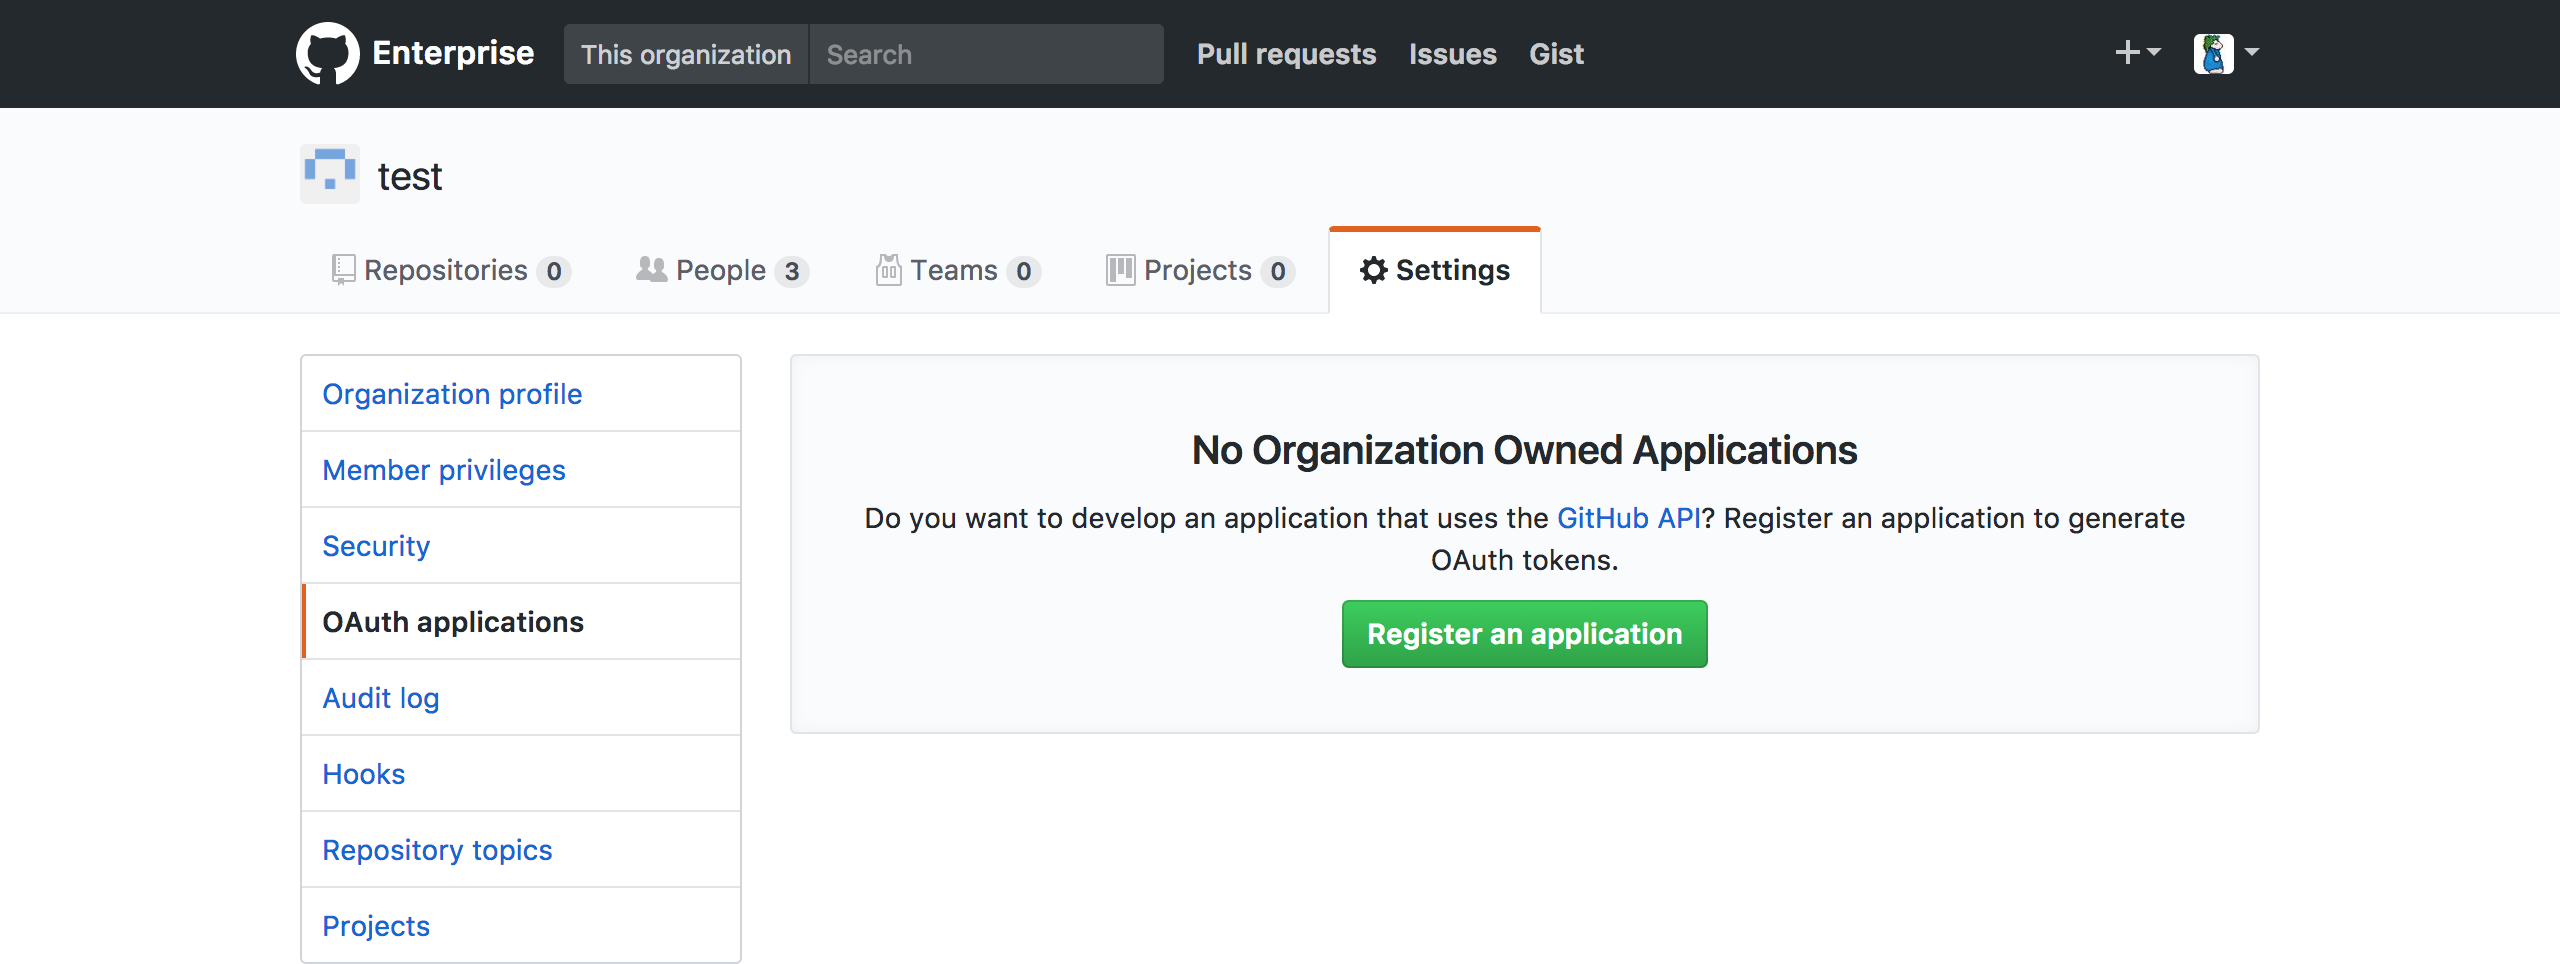 Enterprise This organization Search Pull requests Issues Gist
test
Repositories 0 People 3 Teams 0 Projects 0 Settings
Organization profile
Member privileges
Security
OAuth applications
Audit log
Hooks
Repository topics
Projects
No Organization Owned Applications
Do you want to develop an application that uses the GitHub API? Register an application to generate
OAuth tokens.
Register an application